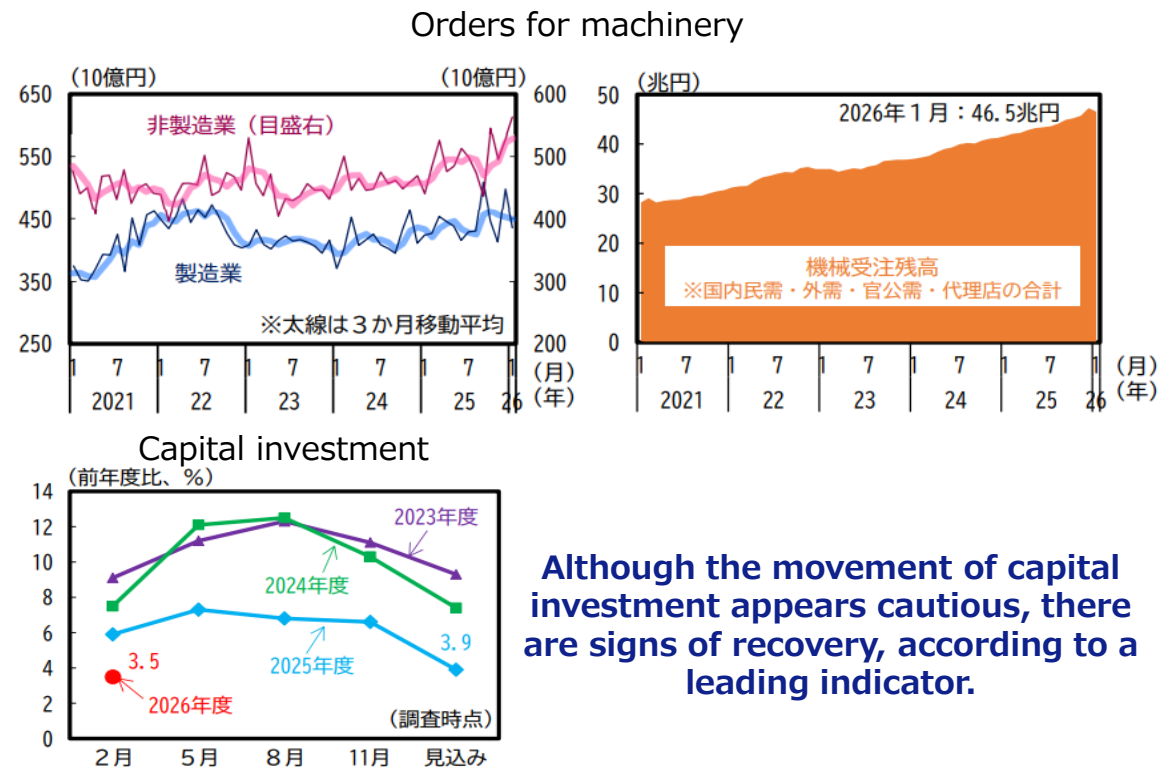 Orders for machinery
(10億円)
(10億円)
650
550
450
350
250
600
500
400
300
200
非製造業（目盛右）
製造業
※太線は３か月移動平均
1 7 1 7 1 7 1 7 1 7 1 (月)
2021 22 23 24 25 26 (年)
(兆円)
50
40
30
20
10
0
2026年１月：46.5兆円
機械受注残高
※国内民需・外需・官公需・代理店の合計
1 7 1 7 1 7 1 7 1 7 1 (月)
2021 22 23 24 25 26 (年)
Capital investment
(前年度比、%)
14
12
10
8
6
4
2
0
2023年度
2024年度
2025年度
3.9
3.5
2026年度
(調査時点)
２月 ５月 ８月 11月 見込み
Although the movement of capital
investment appears cautious, there
are signs of recovery, according to a
leading indicator.